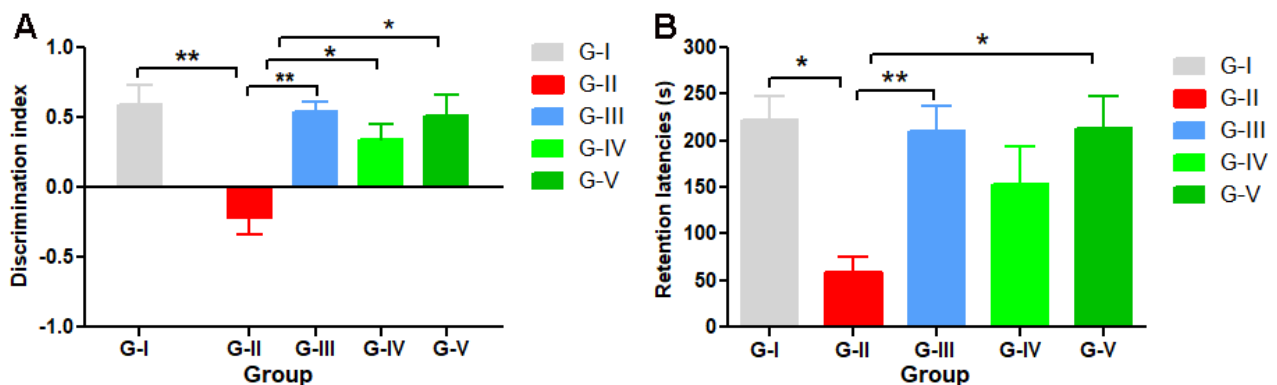 A
Discrimination index
1.0
0.5
0.0
-0.5
-1.0
**
**
*
*
G-I
G-II
G-III
G-IV
G-V
Group
G-I
G-II
G-III
G-IV
G-V
B
Retention latencies (s)
300
250
200
150
100
50
0
*
**
*
G-I
G-II
G-III
G-IV
G-V
Group
G-I
G-II
G-III
G-IV
G-V